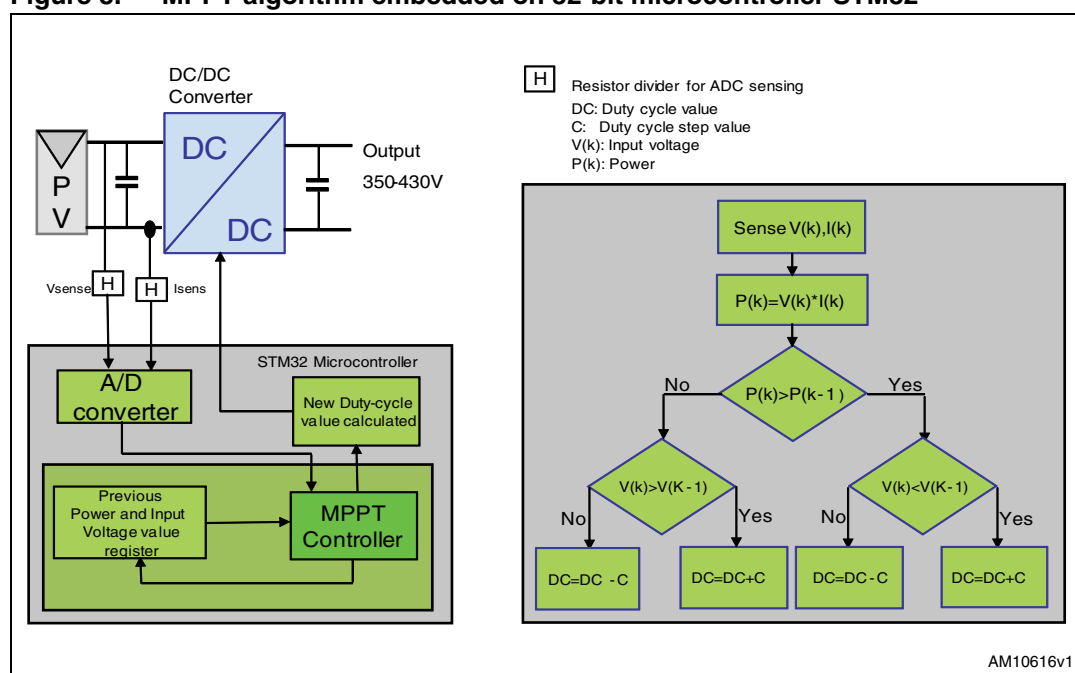 DC/DC
Converter
DC
DC
P
V
Output
350-430V
Vsense
H
H
Isens
STM32 Microcontroller
A/D
converter
New Duty-cycle
value calculated
Previous
Power and Input
Voltage value
register
MPPT
Controller
H
Resistor divider for ADC sensing
DC: Duty cycle value
C: Duty cycle step value
V(k): Input voltage
P(k): Power
Sense V(k),I(k)
P(k)=V(k)*I(k)
No
P(k)>P(k-1)
Yes
V(k)>V(K-1)
V(k)<V(K-1)
No
Yes
No
Yes
DC=DC -C
DC=DC+C
DC=DC-C
DC=DC+C
AM10616v1